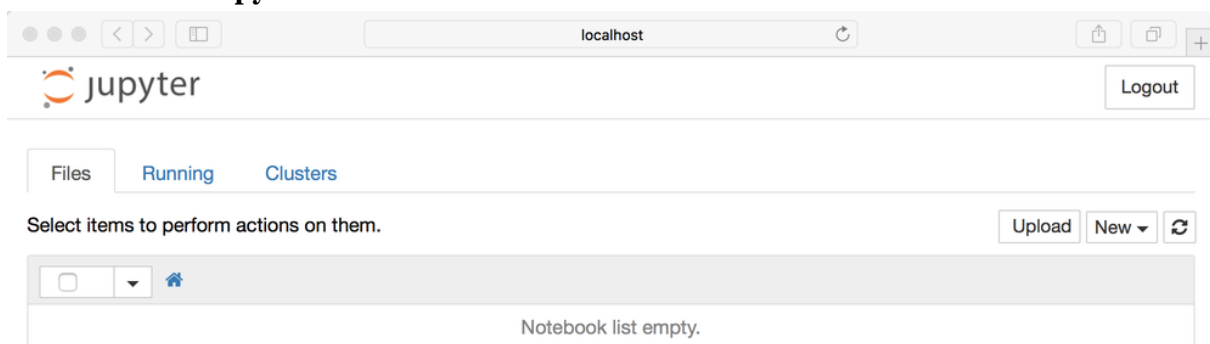 localhost
jupyter
Logout
Files Running Clusters
Select items to perform actions on them.
Upload New
Notebook list empty.